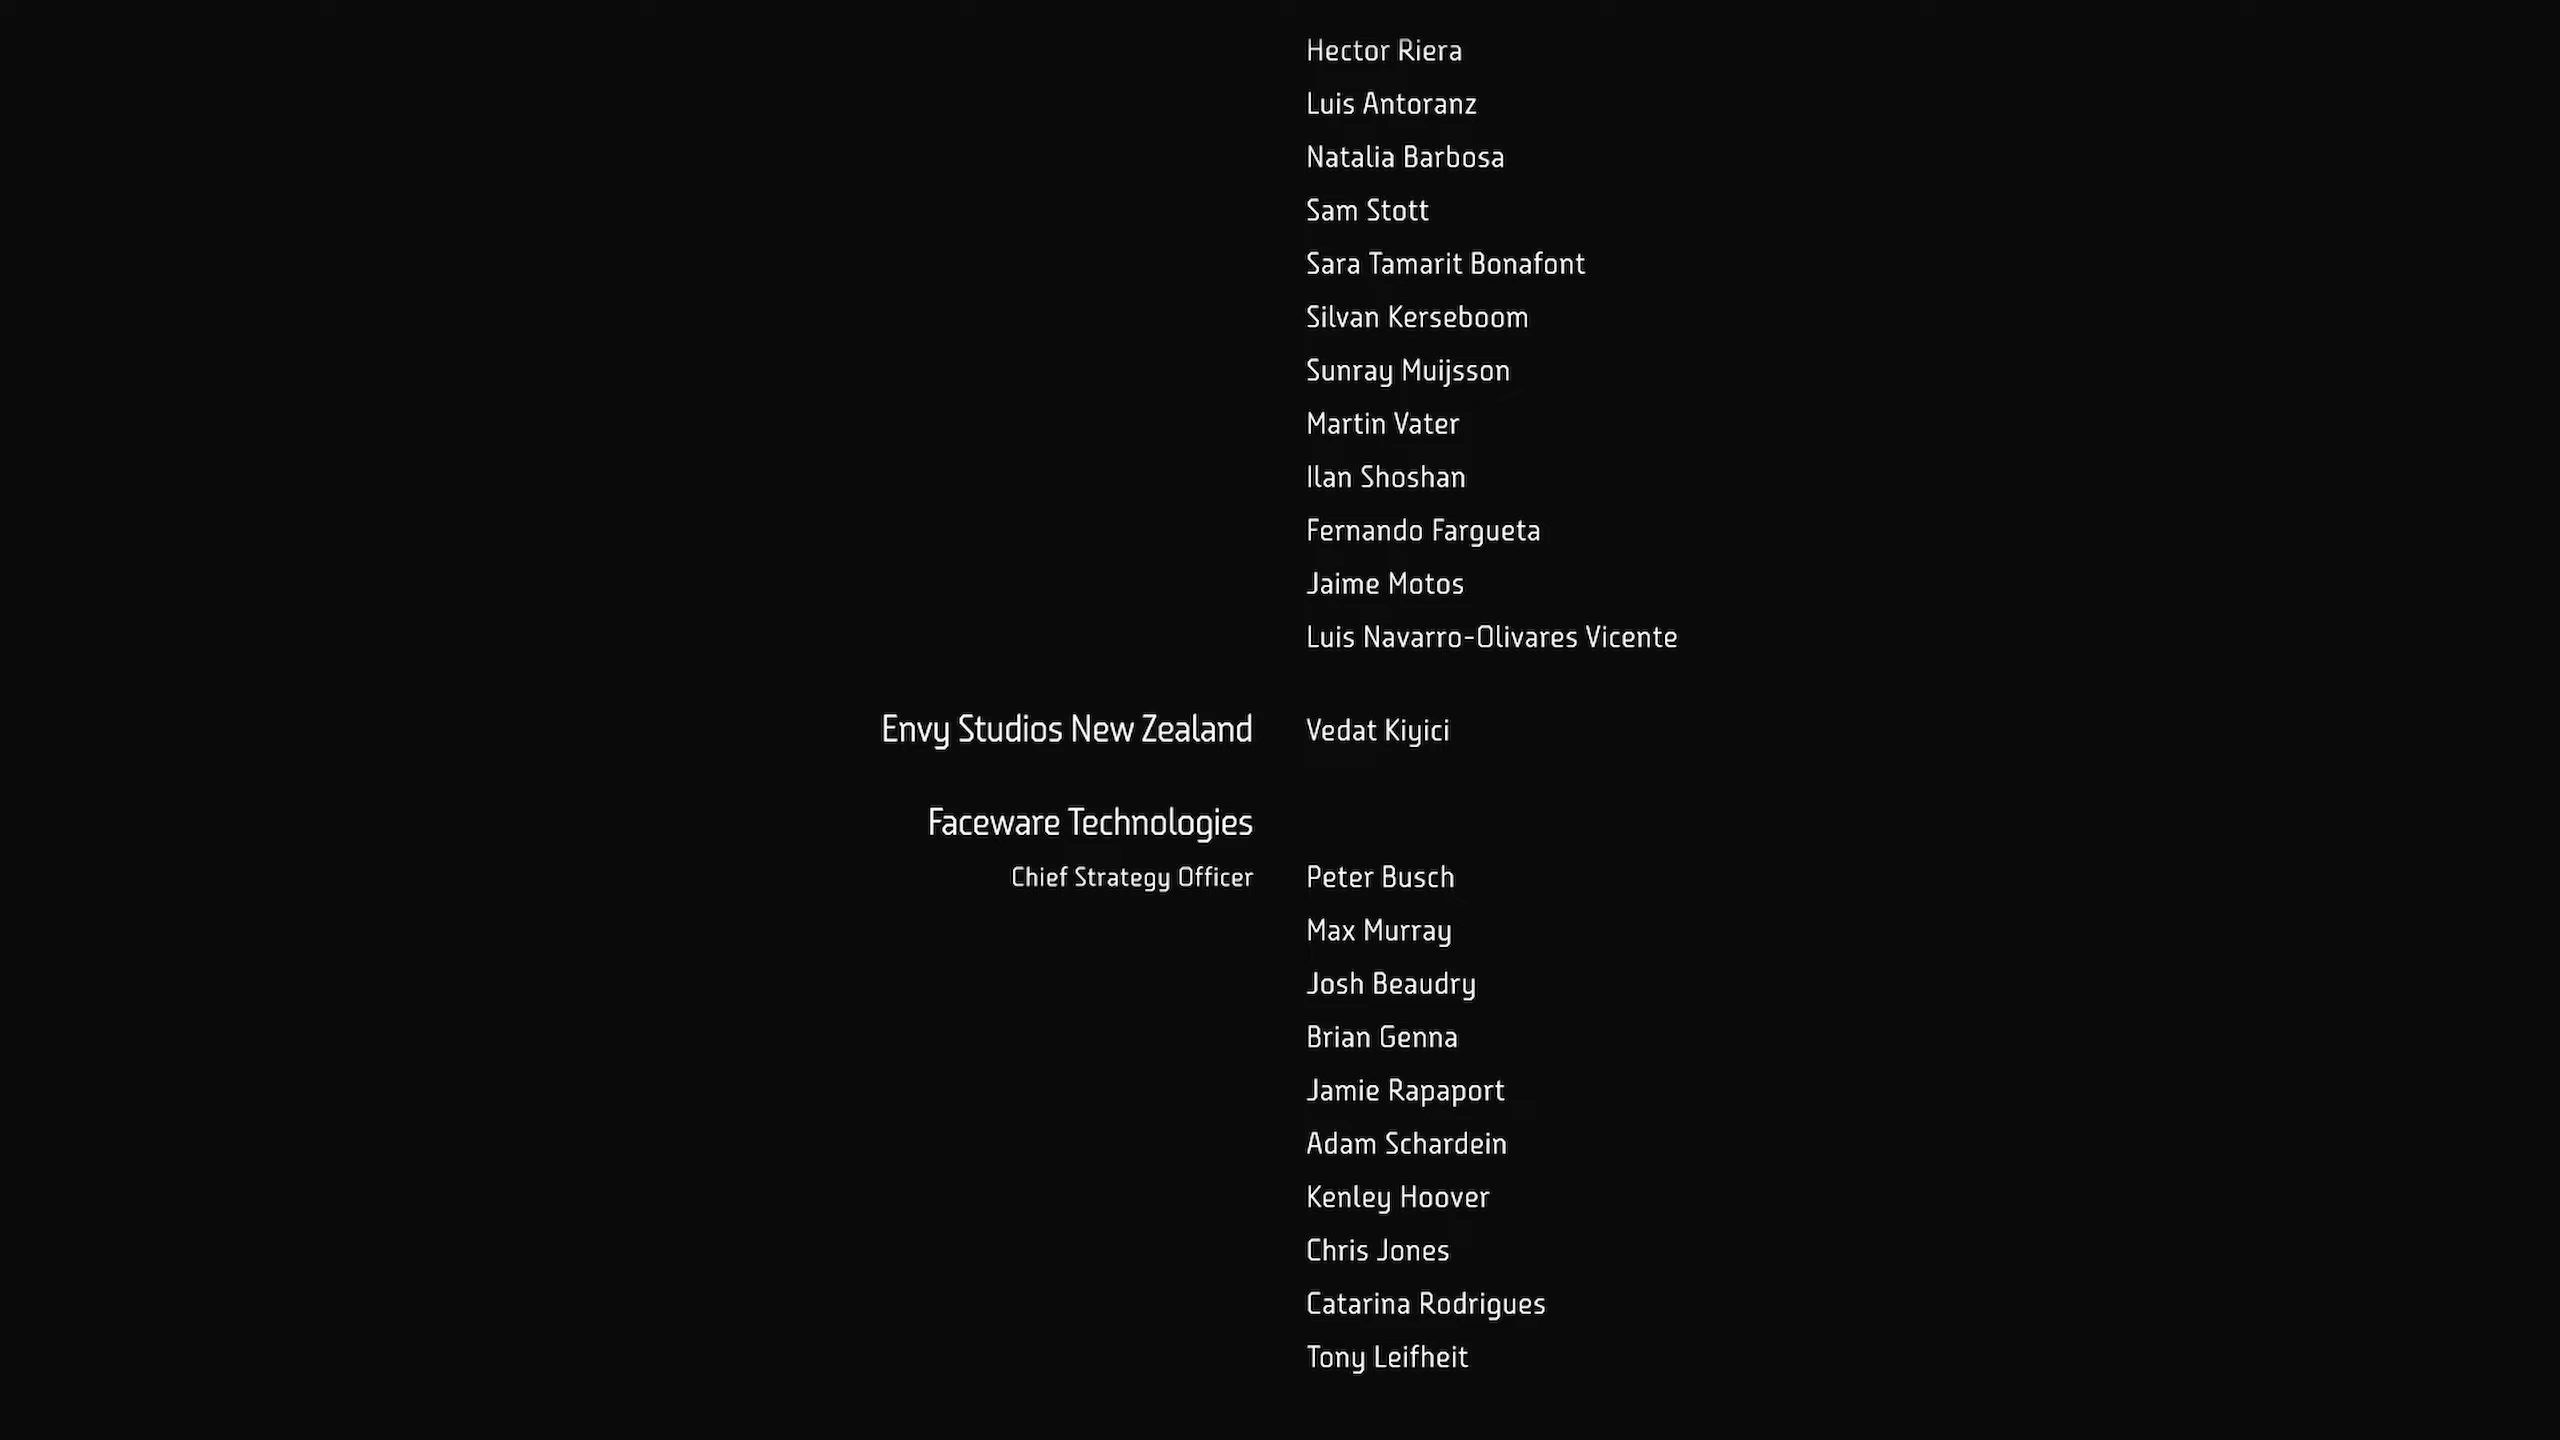 Hector Riera
Luis Antoranz
Natalia Barbosa
Sam Stott
Sara Tamarit Bonafont
Silvan Kerseboom
Sunray Muijsson
Martin Vater
Ilan Shoshan
Fernando Fargueta
Jaime Motos
Luis Navarro-Olivares Vicente
Envy Studios New Zealand Vedat Kiyici
Faceware Technologies
Chief Strategy Officer Peter Busch
Max Murray
Josh Beaudry
Brian Genna
Jamie Rapaport
Adam Schardein
Kenley Hoover
Chris Jones
Catarina Rodrigues
Tony Leifheit